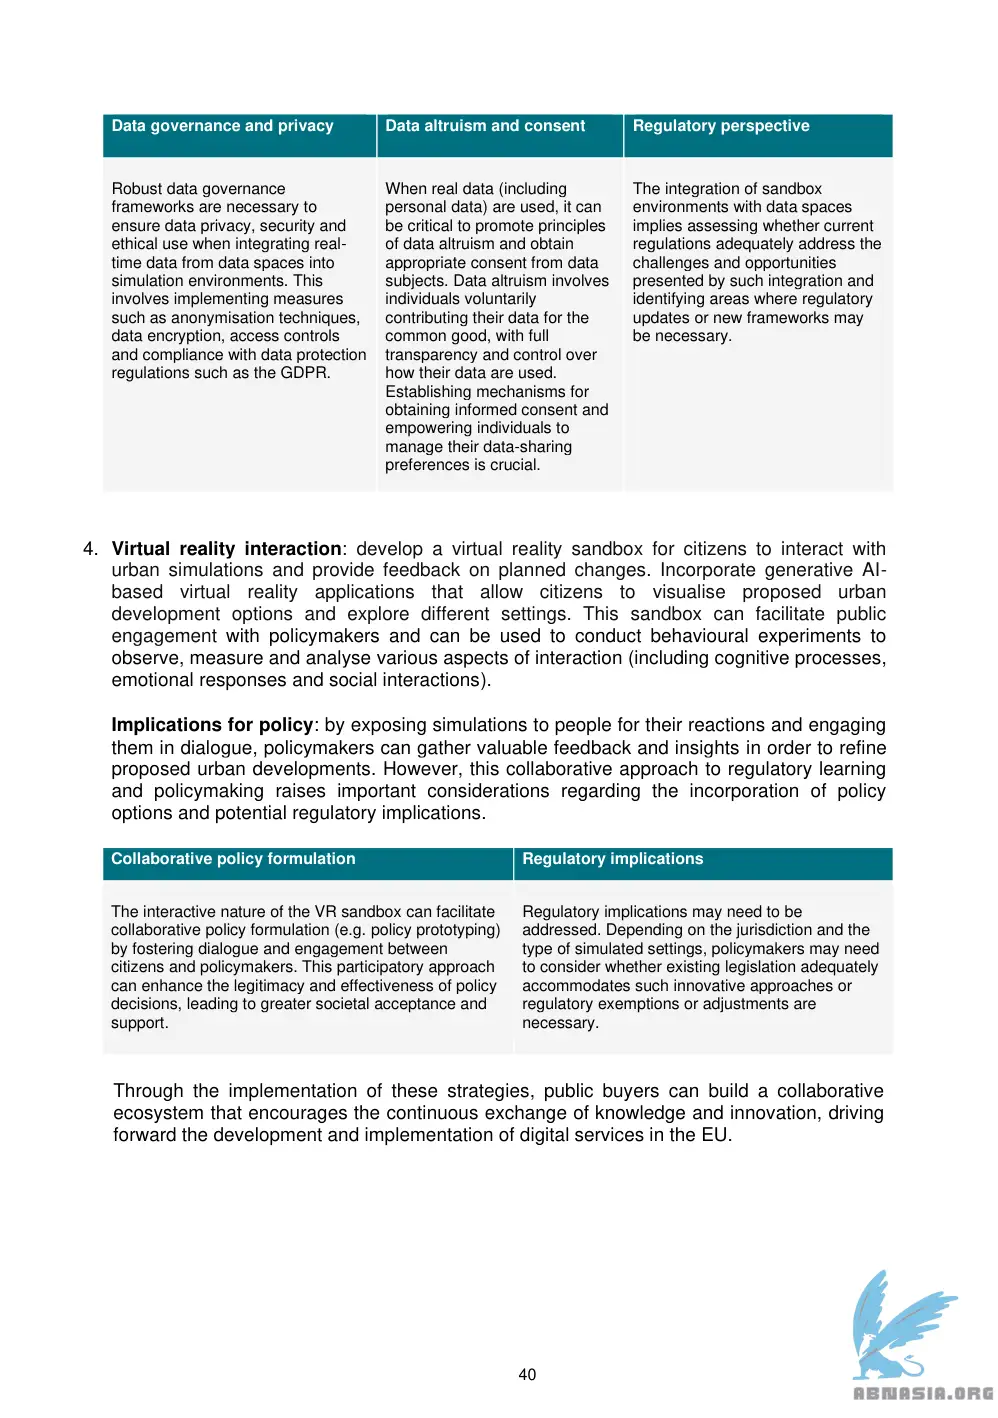 Data governance and privacy
Data altruism and consent
Regulatory perspective
Robust data governance
frameworks are necessary to
ensure data privacy, security and
ethical use when integrating real-
time data from data spaces into
simulation environments. This
involves implementing measures
such as anonymisation techniques,
data encryption, access controls
and compliance with data protection
regulations such as the GDPR.
When real data (including
personal data) are used, it can
be critical to promote principles
of data altruism and obtain
appropriate consent from data
subjects. Data altruism involves
individuals voluntarily
contributing their data for the
common good, with full
transparency and control over
how their data are used.
Establishing mechanisms for
obtaining informed consent and
empowering individuals to
manage their data-sharing
preferences is crucial.
The integration of sandbox
environments with data spaces
implies assessing whether current
regulations adequately address the
challenges and opportunities
presented by such integration and
identifying areas where regulatory
updates or new frameworks may
be necessary.
4. Virtual reality interaction: develop a virtual reality sandbox for citizens to interact with
urban simulations and provide feedback on planned changes. Incorporate generative AI-
based virtual reality applications that allow citizens to visualise proposed urban
development options and explore different settings. This sandbox can facilitate public
engagement with policymakers and can be used to conduct behavioural experiments to
observe, measure and analyse various aspects of interaction (including cognitive processes,
emotional responses and social interactions).
Implications for policy: by exposing simulations to people for their reactions and engaging
them in dialogue, policymakers can gather valuable feedback and insights in order to refine
proposed urban developments. However, this collaborative approach to regulatory learning
and policymaking raises important considerations regarding the incorporation of policy
options and potential regulatory implications.
Collaborative policy formulation
Regulatory implications
The interactive nature of the VR sandbox can facilitate
collaborative policy formulation (e.g. policy prototyping)
by fostering dialogue and engagement between
citizens and policymakers. This participatory approach
can enhance the legitimacy and effectiveness of policy
decisions, leading to greater societal acceptance and
support.
Regulatory implications may need to be
addressed. Depending on the jurisdiction and the
type of simulated settings, policymakers may need
to consider whether existing legislation adequately
accommodates such innovative approaches or
regulatory exemptions or adjustments are
necessary.
Through the implementation of these strategies, public buyers can build a collaborative
ecosystem that encourages the continuous exchange of knowledge and innovation, driving
forward the development and implementation of digital services in the EU.
40
ABNASIA.ORG